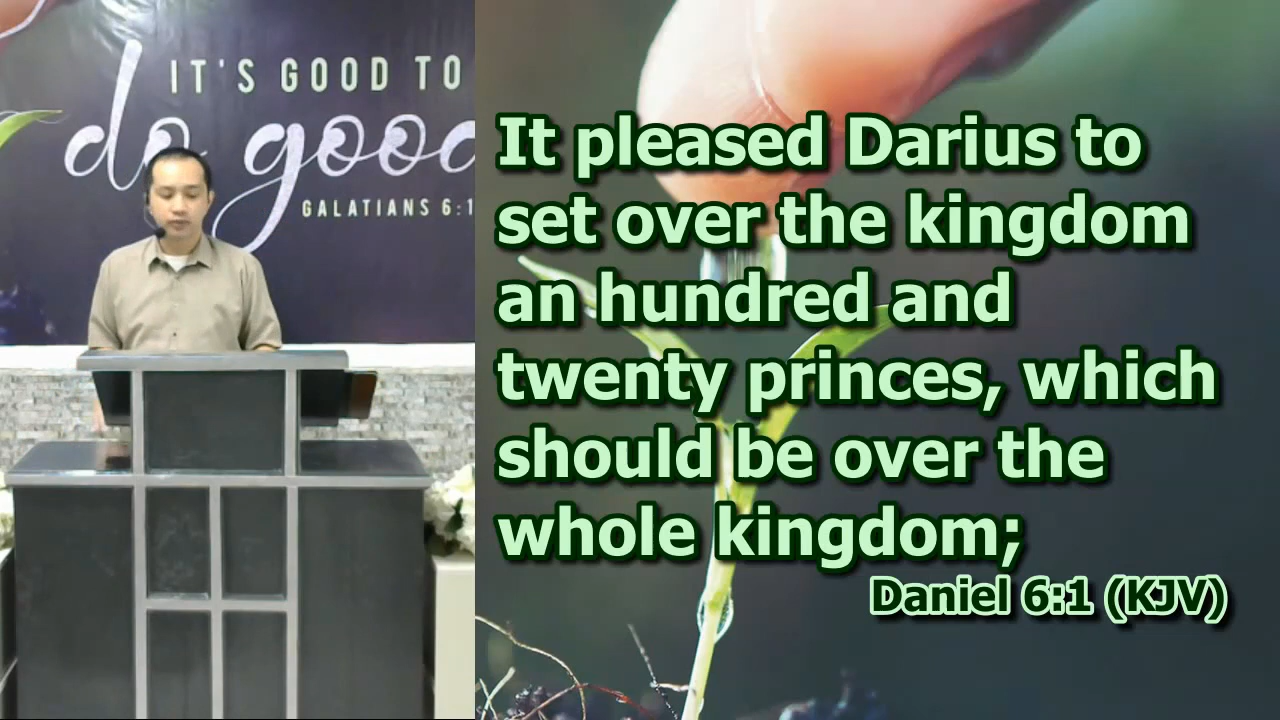 IT'S GOOD TO
do good
GALATIANS 6:1
It pleased Darius to
set over the kingdom
an hundred and
twenty princes, which
should be over the
whole kingdom;
Daniel 6:1 (KJV)